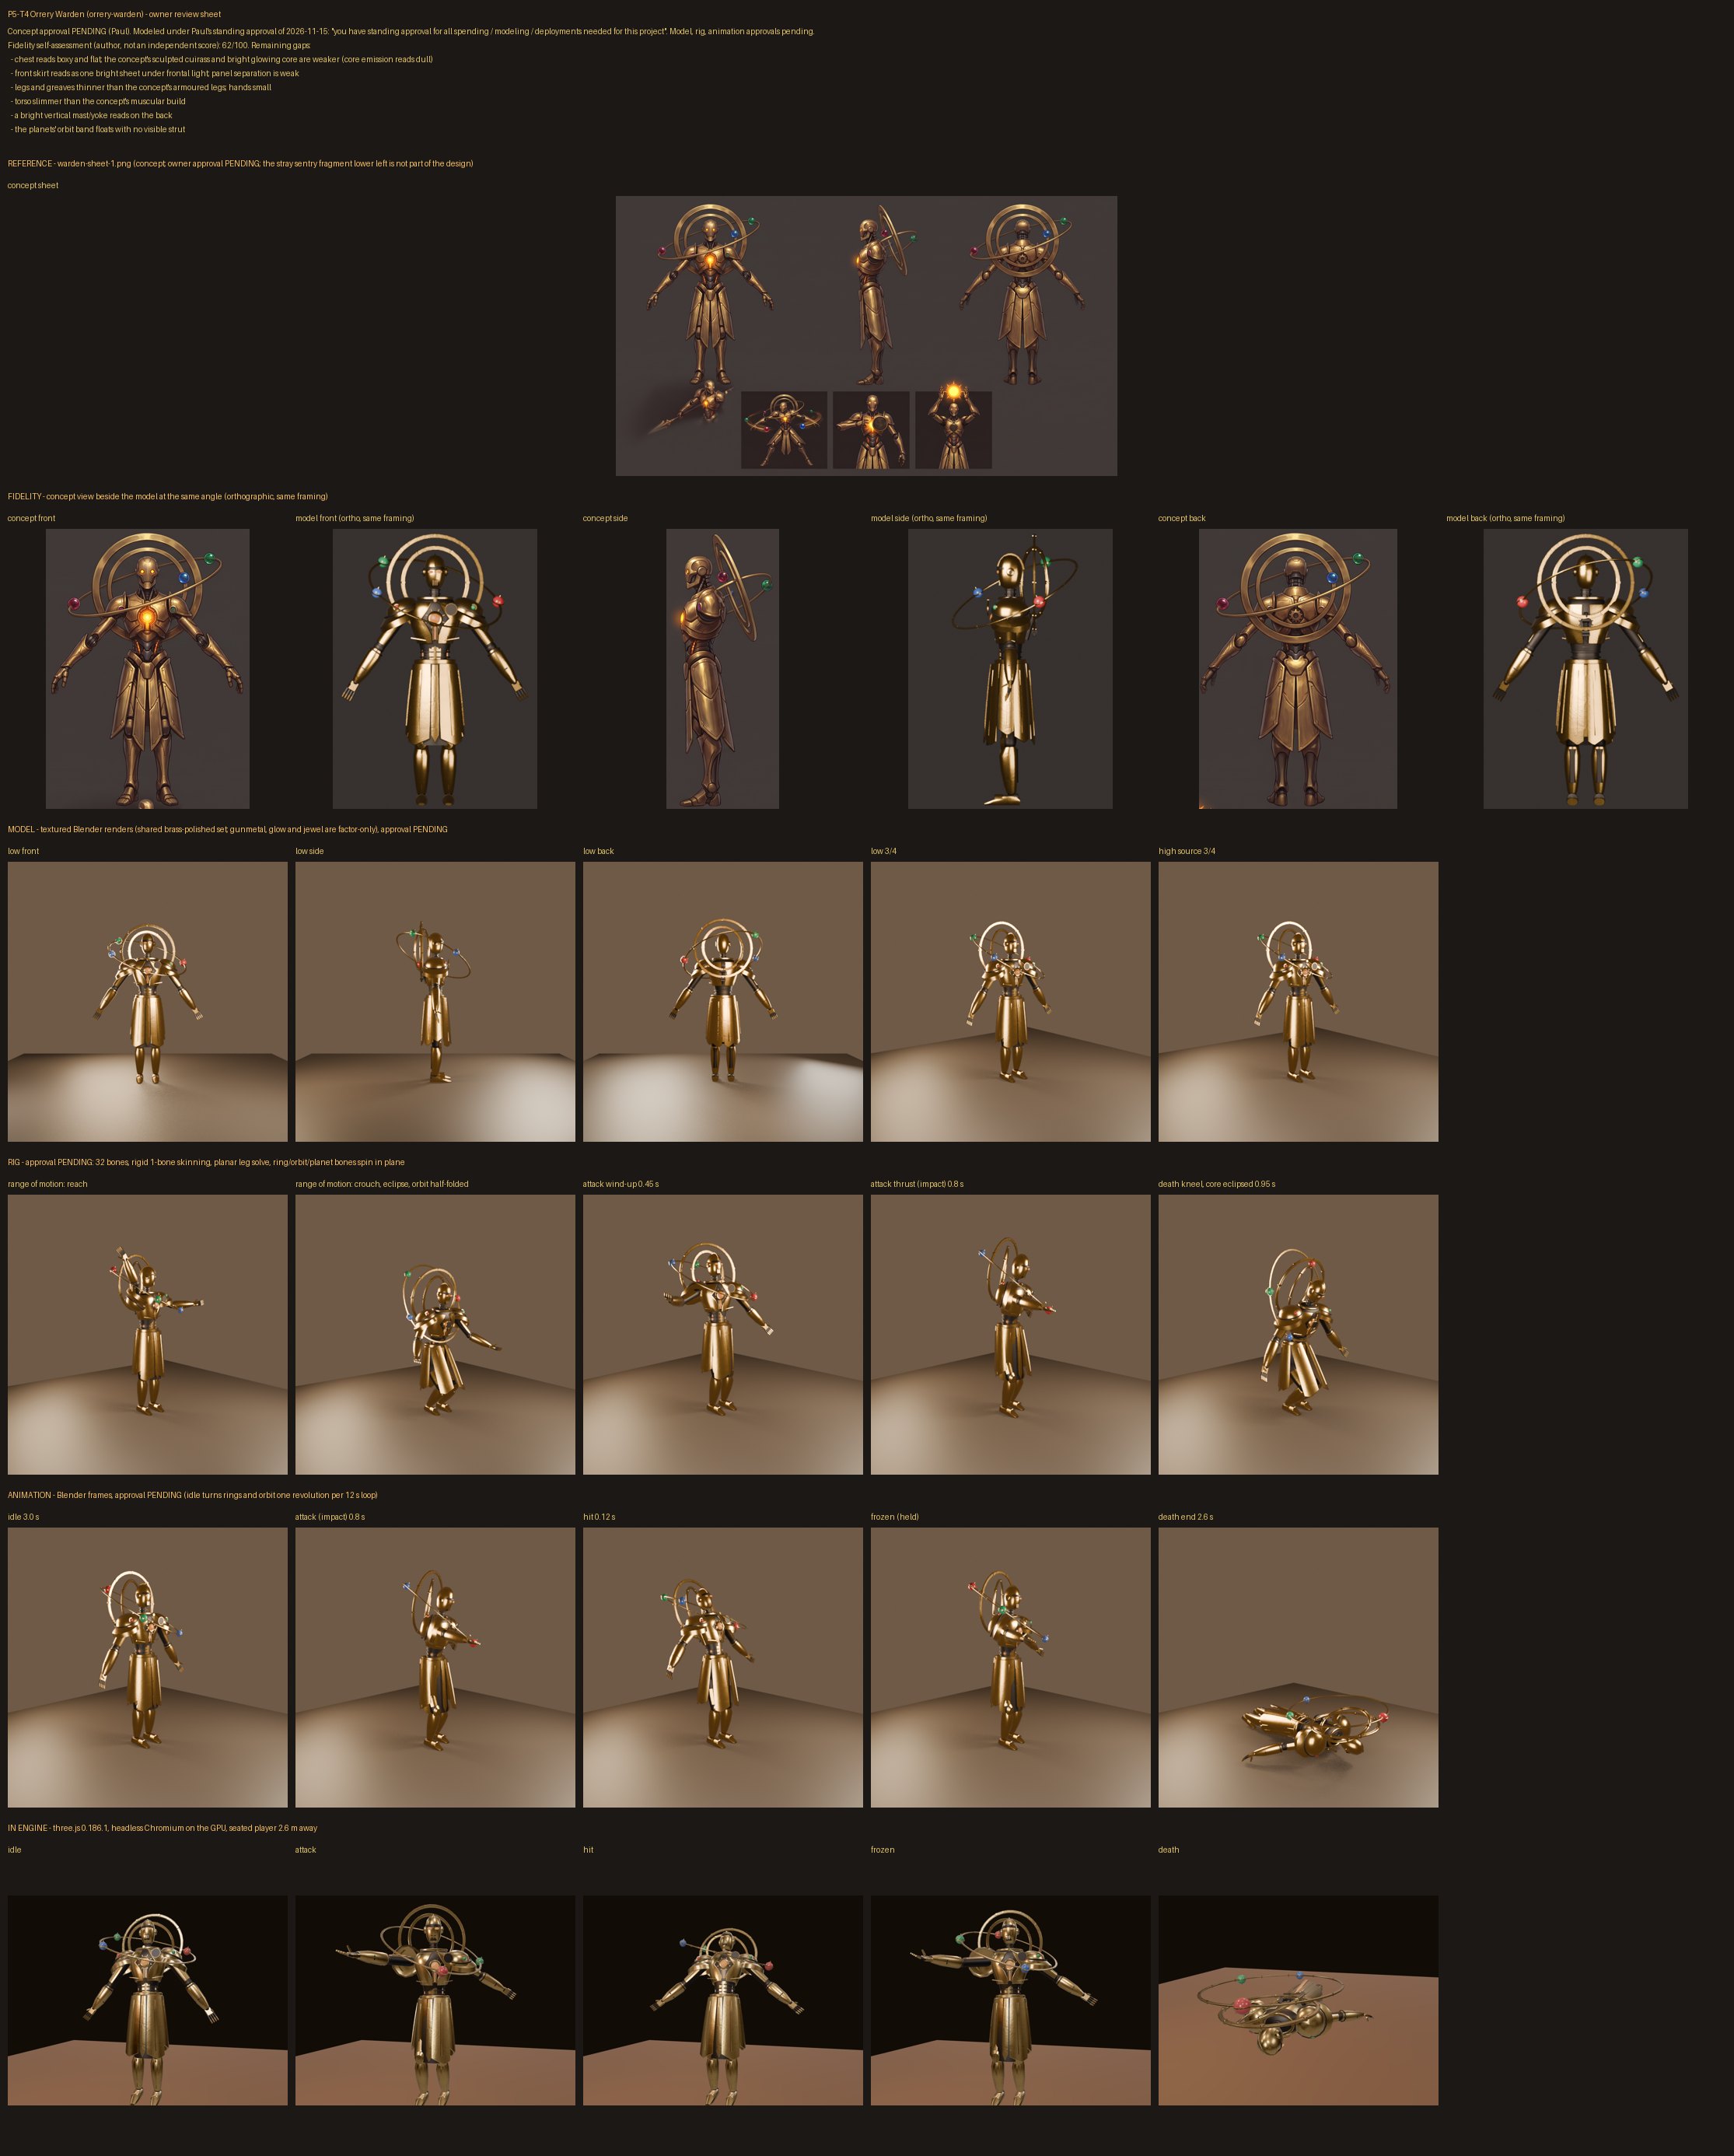 P5-T4 Orrery Warden (orrery-warden) - owner review sheet
Concept approval PENDING (Paul). Modeled under Paul's standing approval of 2026-11-15: "you have standing approval for all spending / modeling / deployments needed for this project". Model, rig, animation approvals pending.
Fidelity self-assessment (author, not an independent score): 62/100. Remaining gaps:
- chest reads boxy and flat; the concept's sculpted cuirass and bright glowing core are weaker (core emission reads dull)
- front skirt reads as one bright sheet under frontal light; panel separation is weak
- legs and greaves thinner than the concept's armoured legs; hands small
- torso slimmer than the concept's muscular build
- a bright vertical mast/yoke reads on the back
- the planets' orbit band floats with no visible strut
REFERENCE - warden-sheet-1.png (concept; owner approval PENDING; the stray sentry fragment lower left is not part of the design)
concept sheet
FIDELITY - concept view beside the model at the same angle (orthographic, same framing)
concept front
model front (ortho, same framing)
concept side
model side (ortho, same framing)
concept back
model back (ortho, same framing)
MODEL - textured Blender renders (shared brass-polished set; gunmetal, glow and jewel are factor-only), approval PENDING
low front
low side
low back
low 3/4
high source 3/4
RIG - approval PENDING: 32 bones, rigid 1-bone skinning, planar leg solve, ring/orbit/planet bones spin in plane
range of motion: reach
range of motion: crouch, eclipse, orbit half-folded
attack wind-up 0.45 s
attack thrust (impact) 0.8 s
death kneel, core eclipsed 0.95 s
ANIMATION - Blender frames, approval PENDING (idle turns rings and orbit one revolution per 12 s loop)
idle 3.0 s
attack (impact) 0.8 s
hit 0.12 s
frozen (held)
death end 2.6 s
IN ENGINE - three.js 0.186.1, headless Chromium on the GPU, seated player 2.6 m away
idle
attack
hit
frozen
death